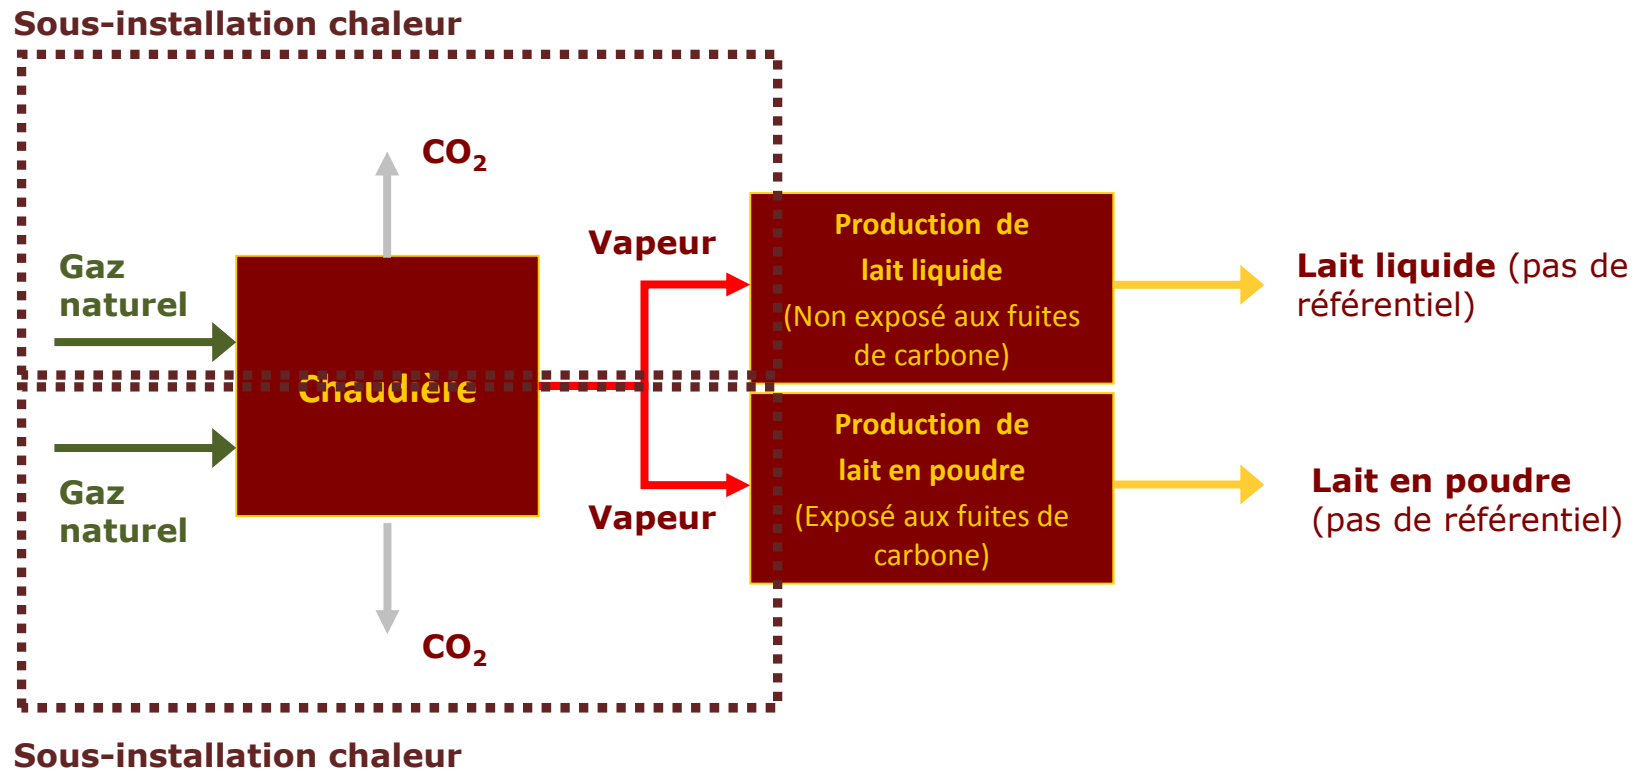 Sous-installation chaleur
CO₂
Gaz
naturel
Chaudière
Vapeur
Production de
lait liquide
(Non exposé aux fuites
de carbone)
Lait liquide (pas de
référentiel)
Gaz
naturel
Vapeur
Production de
lait en poudre
(Exposé aux fuites de
carbone)
Lait en poudre
(pas de référentiel)
CO₂
Sous-installation chaleur